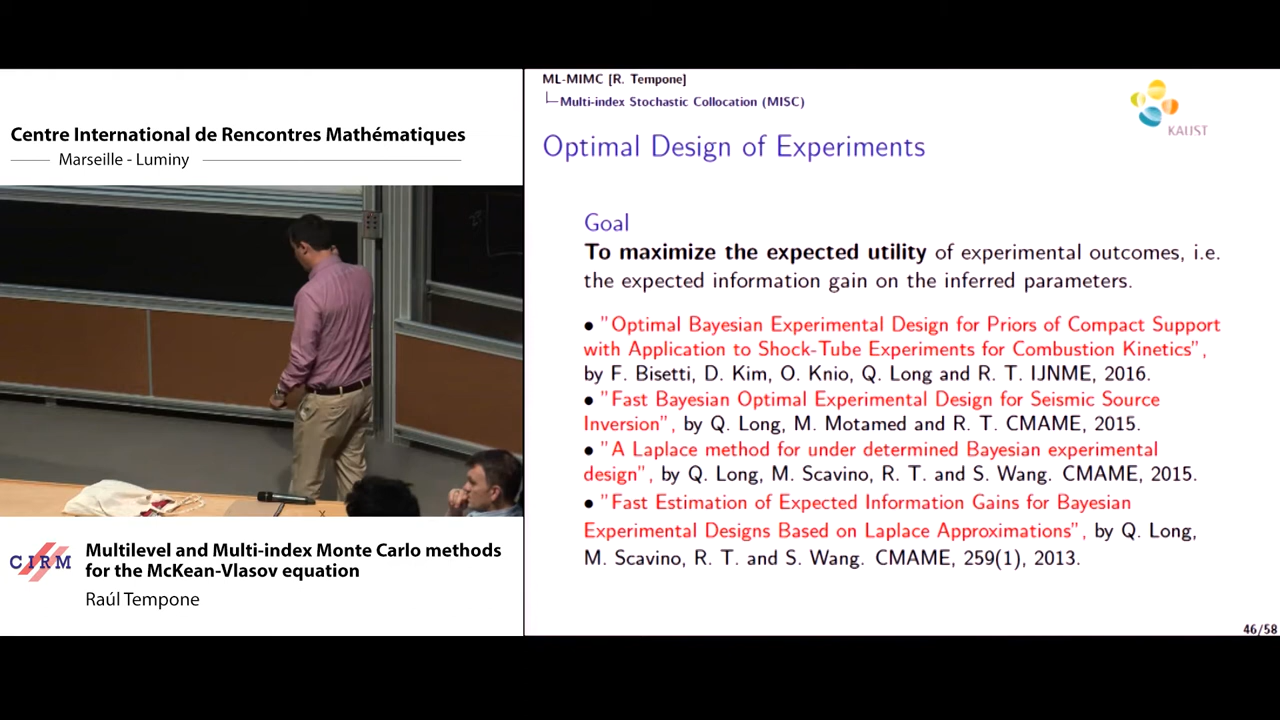 Centre International de Rencontres Mathématiques
Marseille - Luminy
CIRM
Multilevel and Multi-index Monte Carlo methods
for the McKean-Vlasov equation
Raúl Tempone
ML-MIMC [R. Tempone]
Multi-index Stochastic Collocation (MISC)
KAUST
Optimal Design of Experiments
Goal
To maximize the expected utility of experimental outcomes, i.e.
the expected information gain on the inferred parameters.
• "Optimal Bayesian Experimental Design for Priors of Compact Support
with Application to Shock-Tube Experiments for Combustion Kinetics",
by F. Bisetti, D. Kim, O. Knio, Q. Long and R. T. IJNME, 2016.
• "Fast Bayesian Optimal Experimental Design for Seismic Source
Inversion", by Q. Long, M. Motamed and R. T. CMAME, 2015.
• "A Laplace method for under determined Bayesian experimental
design", by Q. Long, M. Scavino, R. T. and S. Wang. CMAME, 2015.
• "Fast Estimation of Expected Information Gains for Bayesian
Experimental Designs Based on Laplace Approximations", by Q. Long,
M. Scavino, R. T. and S. Wang. CMAME, 259(1), 2013.
46/58